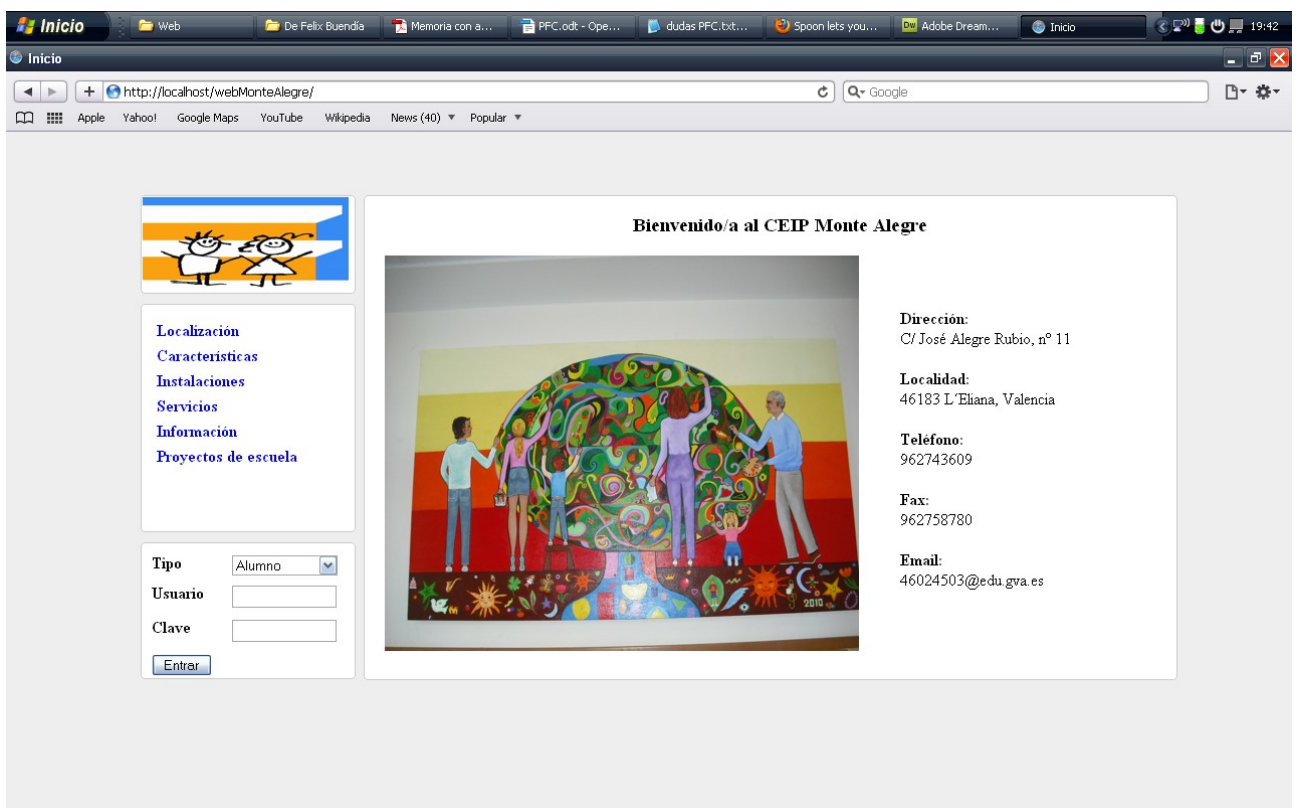 Inicio
Web
De Felix Buendía
Memoria con a...
PFC.odt - Ope...
dudas PFC.txt...
Spoon lets you...
Adobe Dream...
Inicio
19:42
Inicio
http://localhost/webMonteAlegre/
Google
Apple
Yahoo!
Google Maps
YouTube
Wikipedia
News (40)
Popular
Bienvenido/a al CEIP Monte Alegre
Localización
Características
Instalaciones
Servicios
Información
Proyectos de escuela
Tipo
Alumno
Usuario
Clave
Entrar
2010
Dirección:
C/ José Alegre Rubio, nº 11
Localidad:
46183 L´Eliana, Valencia
Teléfono:
962743609
Fax:
962758780
Email:
46024503@edu.gva.es